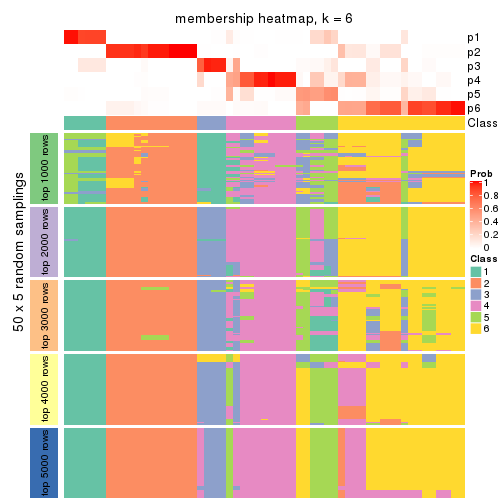 membership heatmap, k = 6
p1
p2
p3
p4
p5
p6
Class
50 x 5 random samplings
top 1000 rows
top 2000 rows
top 3000 rows
top 4000 rows
top 5000 rows
Prob
1
0.8
0.6
0.4
0.2
0
Class
1
2
3
4
5
6